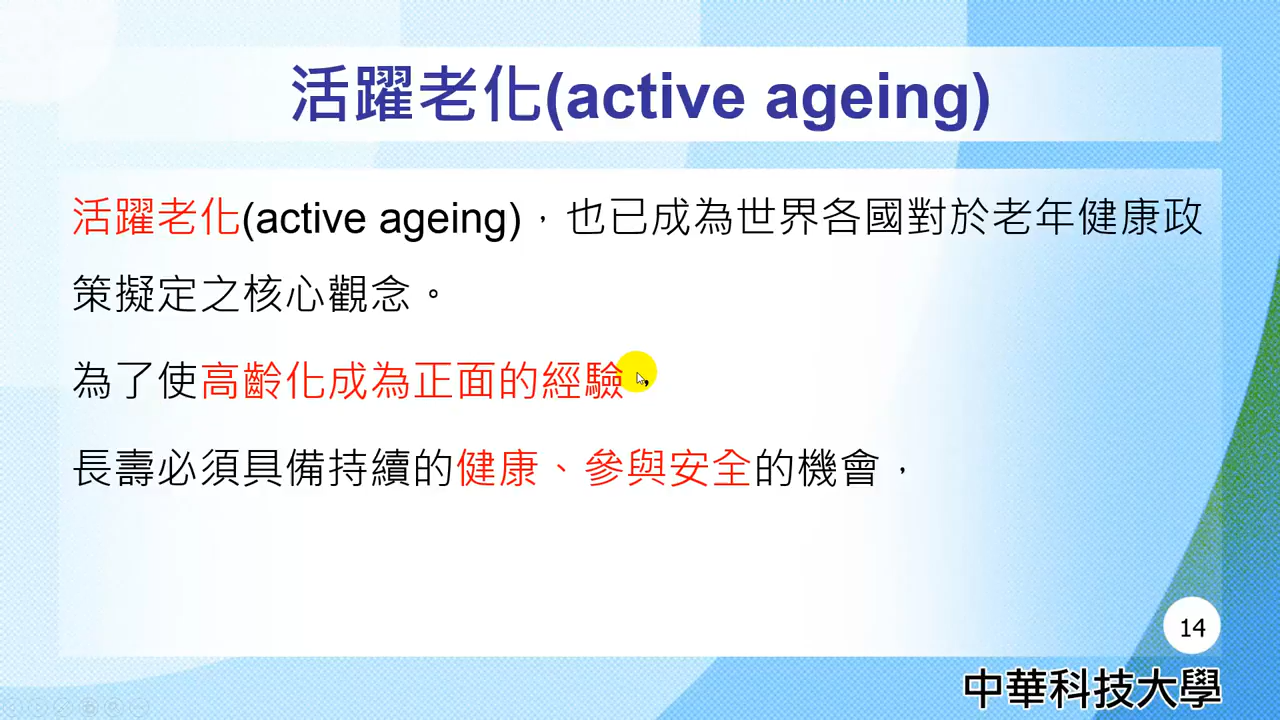 活躍老化(active ageing)
活躍老化(active ageing)，也已成為世界各國對於老年健康政
策擬定之核心觀念。
為了使高齡化成為正面的經驗，
長壽必須具備持續的健康、參與安全的機會，
14
中華科技大學